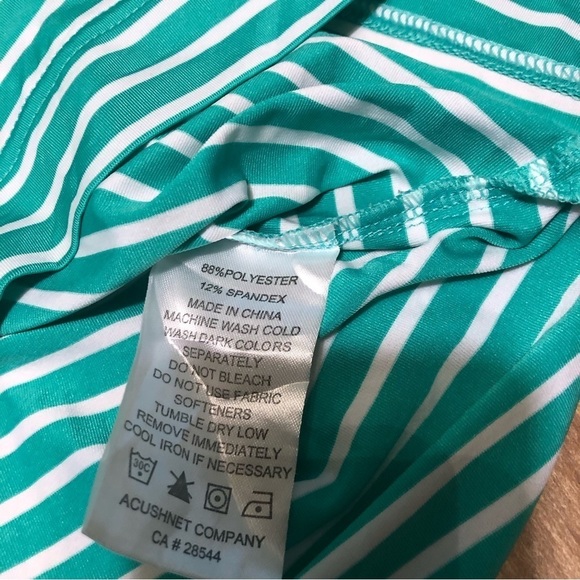 88%POLYESTER
12% SPANDEX
MADE IN CHINA
MACHINE WASH COLD
WASH DARK COLORS
SEPARATELY
DO NOT BLEACH
DO NOT USE FABRIC
SOFTENERS
TUMBLE DRY LOW
REMOVE IMMEDIATELY
COOL IRON IF NECESSARY
30C
ACUSHNET COMPANY
CA # 28544